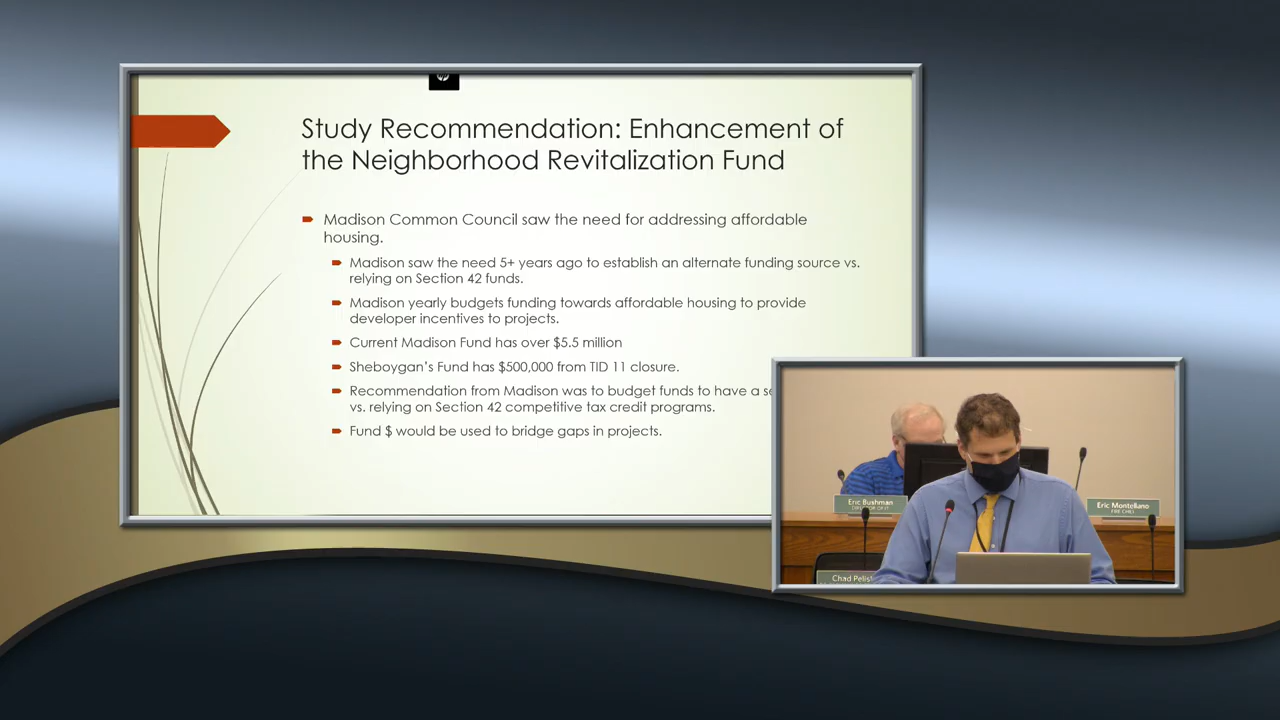 Study Recommendation: Enhancement of
the Neighborhood Revitalization Fund
Madison Common Council saw the need for addressing affordable
housing.
Madison saw the need 5+ years ago to establish an alternate funding source vs.
relying on Section 42 funds.
Madison yearly budgets funding towards affordable housing to provide
developer incentives to projects.
Current Madison Fund has over $5.5 million
Sheboygan's Fund has $500,000 from TID 11 closure.
Recommendation from Madison was to budget funds to have a
vs. relying on Section 42 competitive tax credit programs.
Fund $ would be used to bridge gaps in projects.
Eric Bushman
Eric Montellano
FIRE CHIEF
Chad